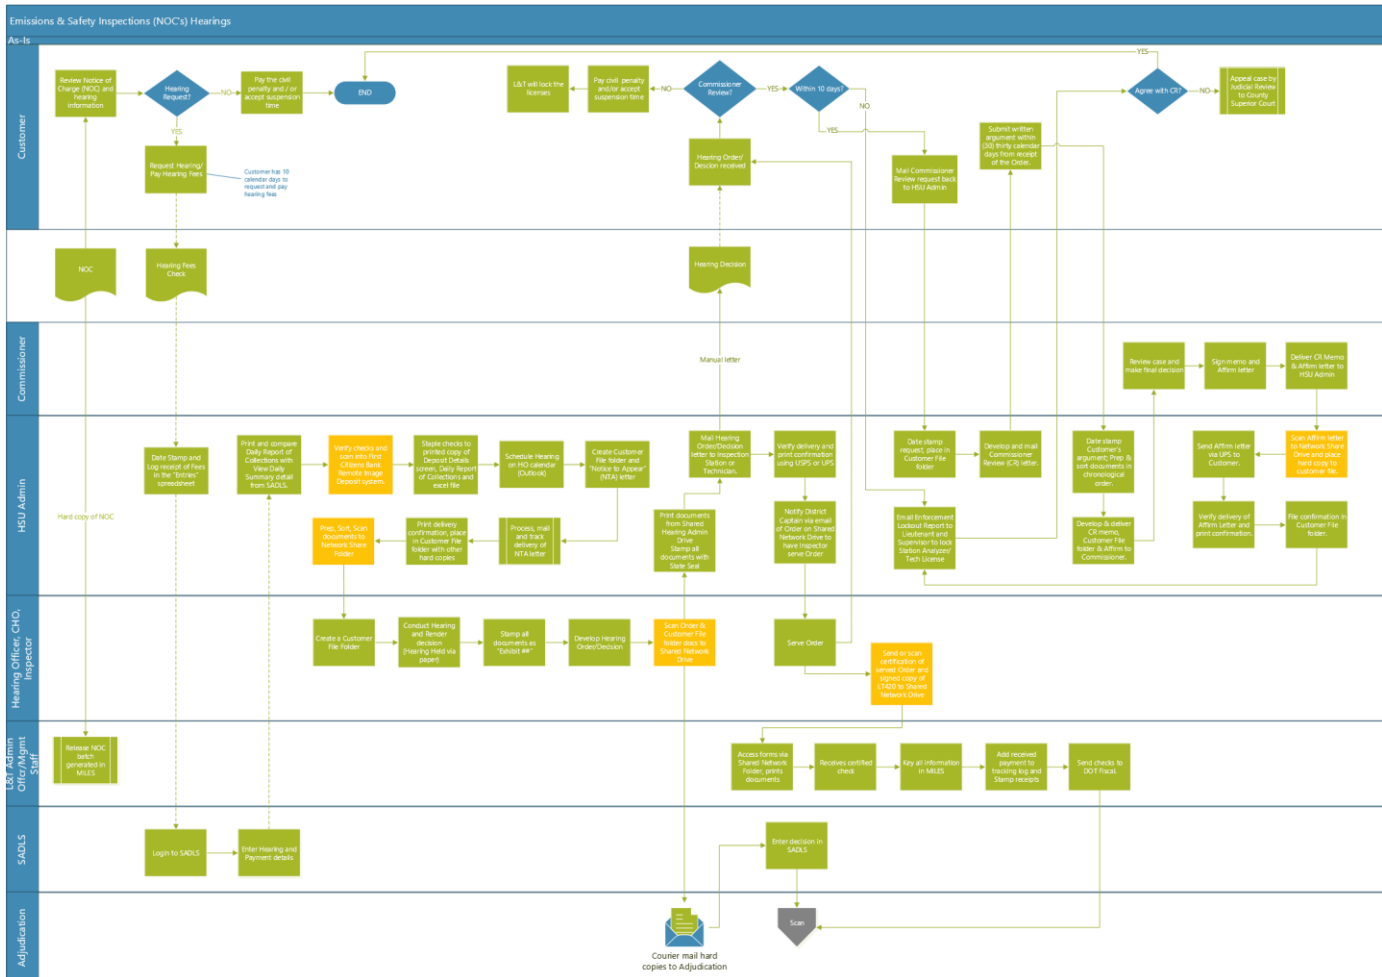 Emissions & Safety Inspections (NOC's) Hearings
As-Is
Customer
Review Notice of
Charge (NOC) and
hearing
information
Hearing
Request?
NO
Pay the civil
penalty and / or
accept suspension
time
END
YES
Request Hearing/
Pay Hearing Fees
Customer has 10
calendar days to
request and pay
hearing fees
L&T will lock the
licenses
Pay civil penalty
and/or accept
suspension time
NO
Commissioner
Review?
YES
Within 10 days?
NO
YES
Hearing Order/
Descion received
Mail Commissioner
Review request back
to HSU Admin
Submit written
argument within
(30) thirty calendar
days from receipt
of the Order.
YES
Agree with CR?
NO
Appeal case by
Judicial Review
to County
Superior Court
NOC
Hearing Fees
Check
Hearing Decision
Commissioner
Manual letter
Review case and
make final decision
Sign memo and
Affirm letter
Deliver CR Memo
& Affirm letter to
HSU Admin
HSU Admin
Hard copy of NOC
Date Stamp and
Log receipt of Fees
in the "Entries"
spreadsheet
Print and compare
Daily Report of
Collections with
View Daily
Summary detail
from SADLS.
Verify checks and
scan into First
Citizens Bank
Remote Image
Deposit system.
Staple checks to
printed copy of
Deposit Details
screen, Daily Report
of Collections and
excel file
Schedule Hearing
on HO calendar
(Outlook)
Create Customer
File folder and
"Notice to Appear"
(NTA) letter
Prep, Sort, Scan
documents to
Network Share
Folder
Print delivery
confirmation, place
in Customer File
folder with other
hard copies
Process, mail
and track
delivery of
NTA letter
Mail Hearing
Order/Decision
letter to Inspection
Station or
Technician.
Verify delivery and
print confirmation
using USPS or UPS
Print documents
from Shared
Hearing Admin
Drive
Stamp all
documents with
State Seal
Notify District
Captain via email
of Order on Shared
Network Drive to
have inspector
serve Order
Date stamp
request, place in
Customer File
folder
Develop and mail
Commissioner
Review (CR) letter.
Email Enforcement
Lockout Report to
Lieutenant and
Supervisor to lock
Station Analyzer/
Tech License
Date stamp
Customer's
argument; Prep &
sort documents in
chronological
order.
Develop & deliver
CR memo,
Customer File
folder & Affirm to
Commissioner.
Send Affirm letter
via UPS to
Customer.
Scan Affirm letter
to Network Share
Drive and place
hard copy to
customer file.
Verify delivery of
Affirm Letter and
print confirmation.
File confirmation in
Customer File
folder.
Hearing Officer, CHO,
Inspector
Create a Customer
File Folder
Conduct Hearing
and Render
decision
(Hearing Held via
paper)
Stamp all
documents as
"Exhibit ##"
Develop Hearing
Order/Decision
Scan Order &
Customer File
folder docs to
Shared Network
Drive
Serve Order
Send or scan
certification of
served Order and
signed copy of
LT420 to Shared
Network Drive
L&T Admin
Offcr/Mgmt
Staff
Release NOC
batch
generated in
MILES
Access forms via
Shared Network
Folder, prints
documents
Receives certified
check
Key all information
in MILES
Add received
payment to
tracking log and
Stamp receipts
Send checks to
DOT Fiscal.
SADLS
Login to SADLS
Enter Hearing and
Payment details
Enter decision in
SADLS
Adjudication
Scan
Courier mail hard
copies to Adjudication